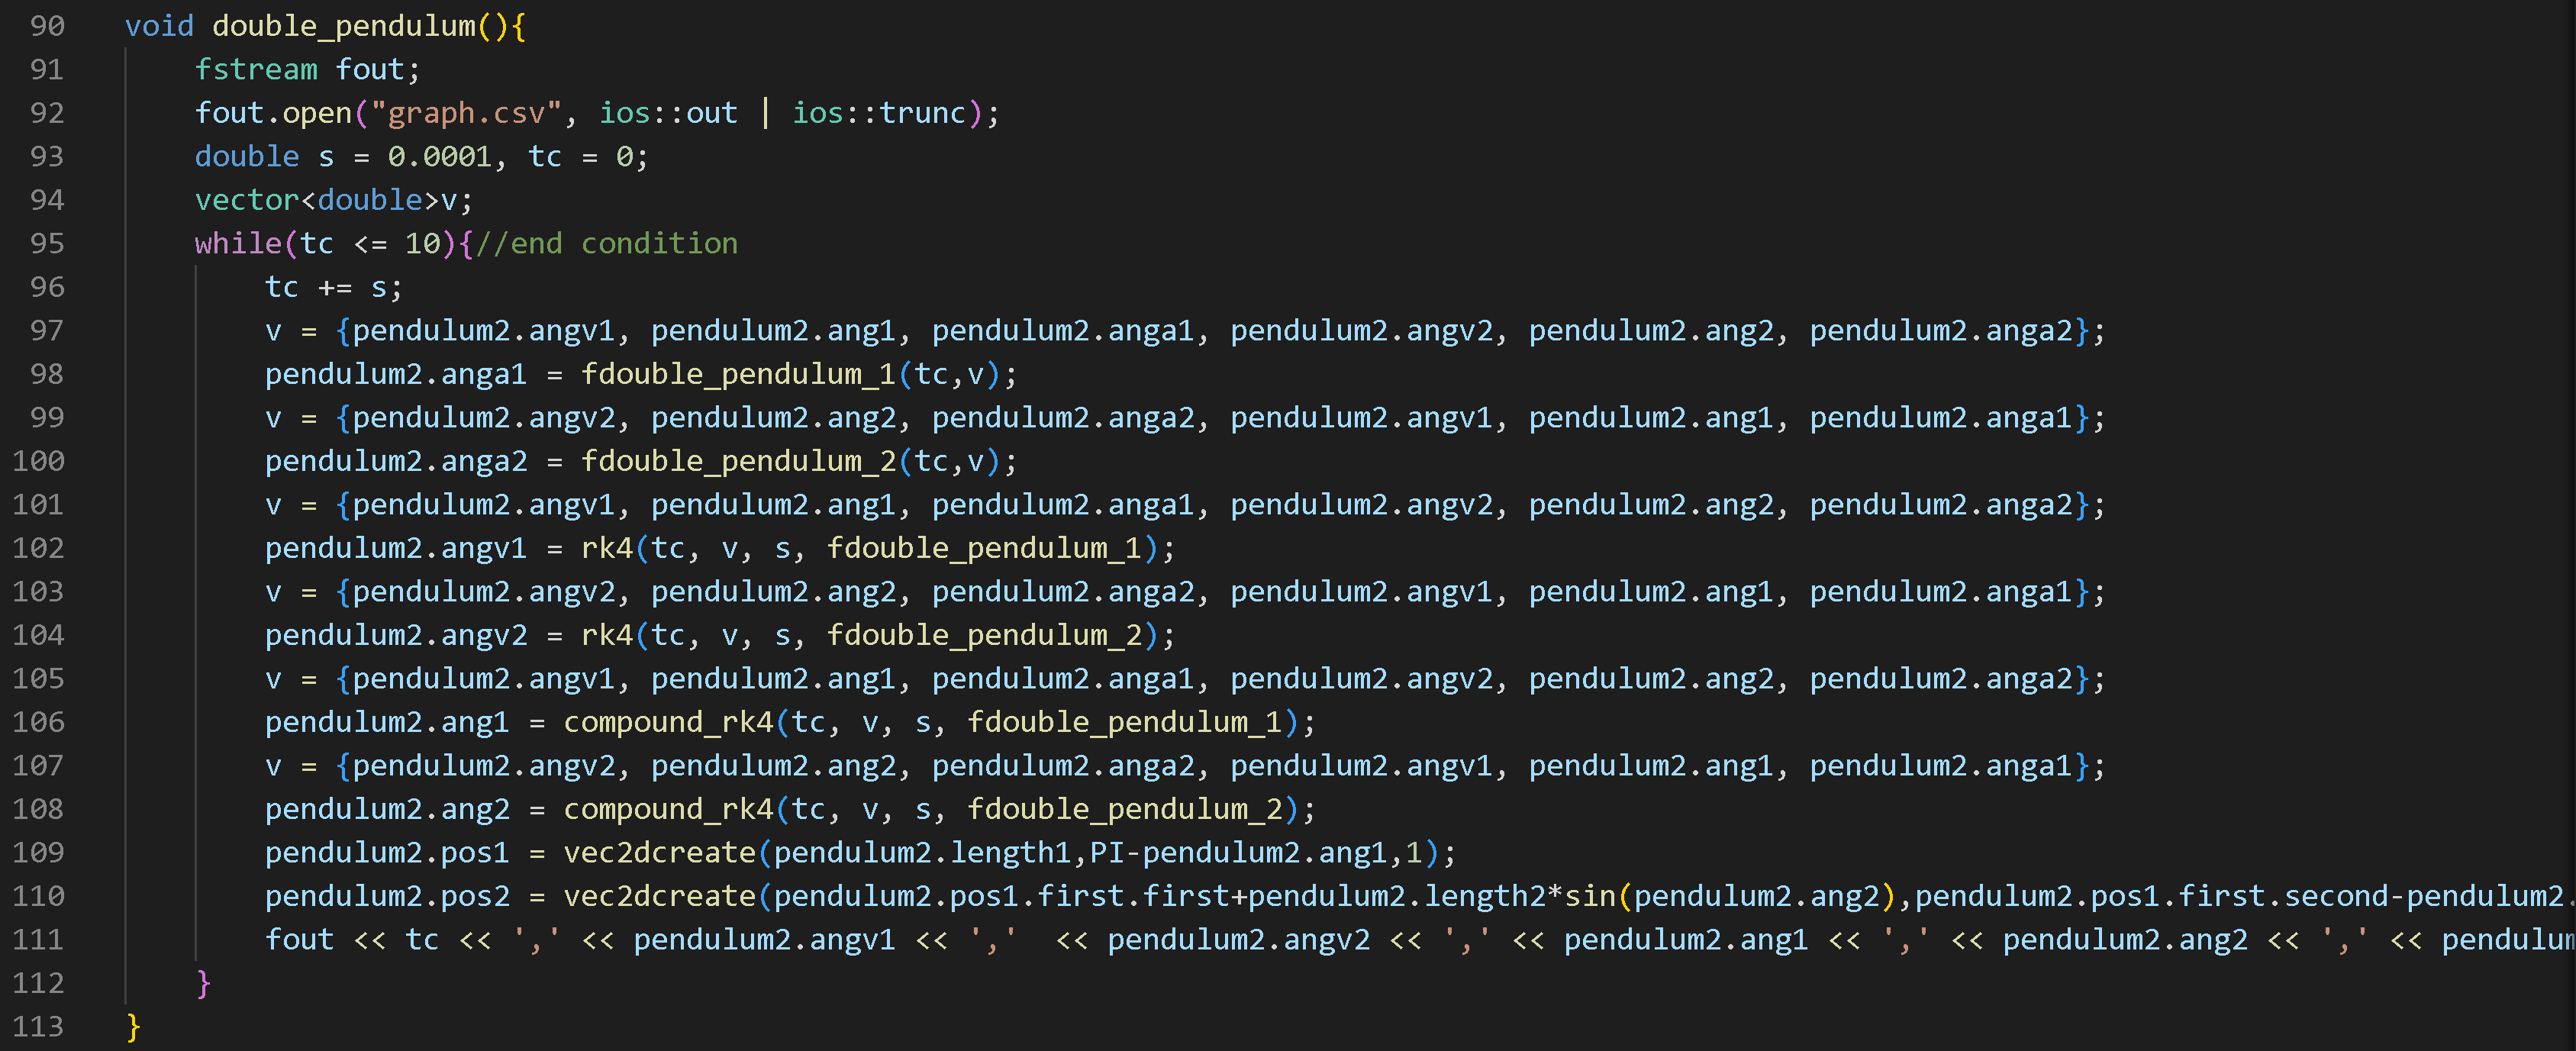 90 void double_pendulum(){
91 fstream fout;
92 fout.open("graph.csv", ios::out | ios::trunc);
93 double s = 0.0001, tc = 0;
94 vector<double>v;
95 while(tc <= 10){//end condition
96 tc += s;
97 v = {pendulum2.angv1, pendulum2.ang1, pendulum2.anga1, pendulum2.angv2, pendulum2.ang2, pendulum2.anga2};
98 pendulum2.anga1 = fdouble_pendulum_1(tc,v);
99 v = {pendulum2.angv2, pendulum2.ang2, pendulum2.anga2, pendulum2.angv1, pendulum2.ang1, pendulum2.anga1};
100 pendulum2.anga2 = fdouble_pendulum_2(tc,v);
101 v = {pendulum2.angv1, pendulum2.ang1, pendulum2.anga1, pendulum2.angv2, pendulum2.ang2, pendulum2.anga2};
102 pendulum2.angv1 = rk4(tc, v, s, fdouble_pendulum_1);
103 v = {pendulum2.angv2, pendulum2.ang2, pendulum2.anga2, pendulum2.angv1, pendulum2.ang1, pendulum2.anga1};
104 pendulum2.angv2 = rk4(tc, v, s, fdouble_pendulum_2);
105 v = {pendulum2.angv1, pendulum2.ang1, pendulum2.anga1, pendulum2.angv2, pendulum2.ang2, pendulum2.anga2};
106 pendulum2.ang1 = compound_rk4(tc, v, s, fdouble_pendulum_1);
107 v = {pendulum2.angv2, pendulum2.ang2, pendulum2.anga2, pendulum2.angv1, pendulum2.ang1, pendulum2.anga1};
108 pendulum2.ang2 = compound_rk4(tc, v, s, fdouble_pendulum_2);
109 pendulum2.pos1 = vec2dcreate(pendulum2.length1,PI-pendulum2.ang1,1);
110 pendulum2.pos2 = vec2dcreate(pendulum2.pos1.first.first+pendulum2.length2*sin(pendulum2.ang2),pendulum2.pos1.first.second-pendulum2.
111 fout << tc << ',' << pendulum2.angv1 << ','  << pendulum2.angv2 << ',' << pendulum2.ang1 << ',' << pendulum2.ang2 << ',' << pendulum
112 }
113 }